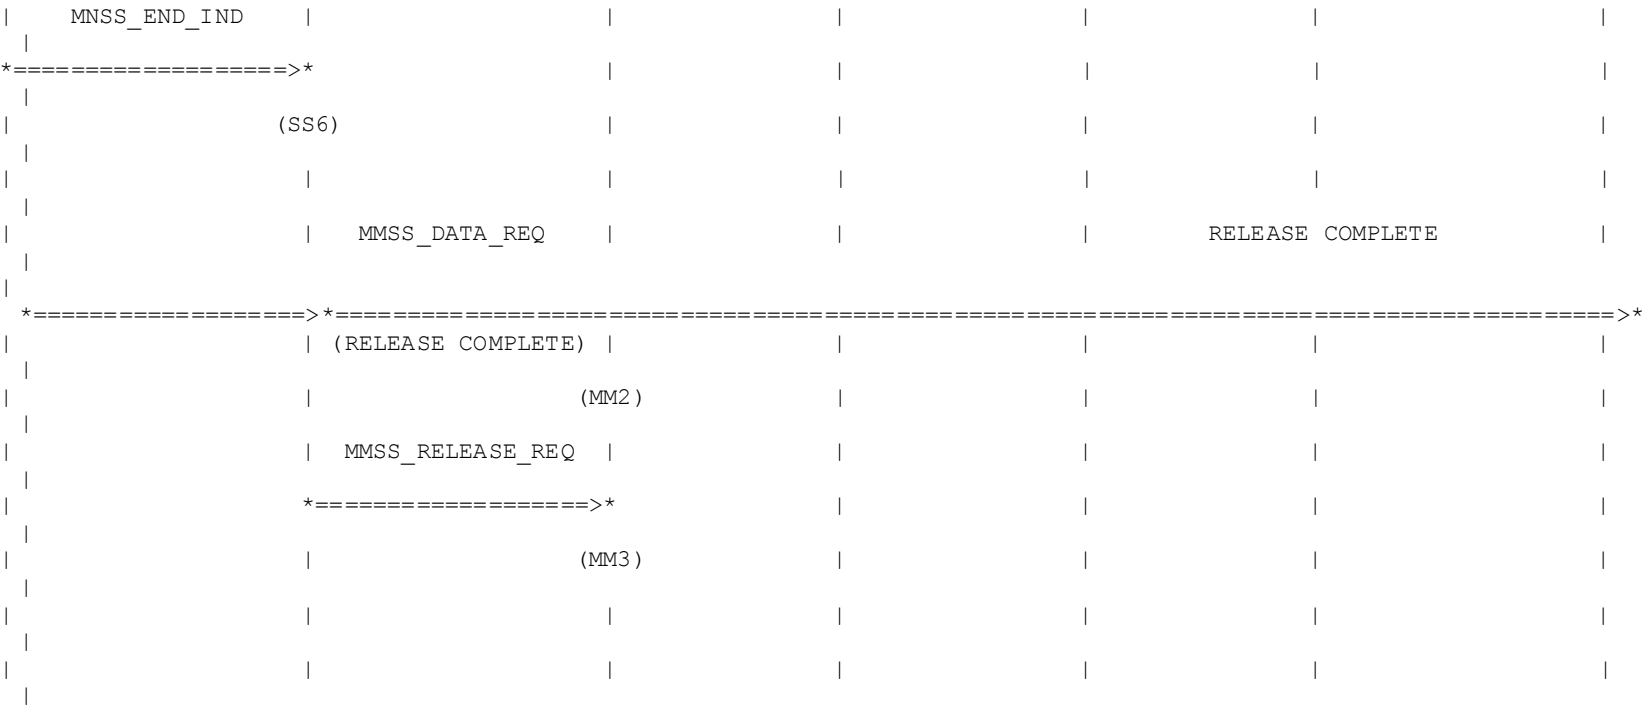 |    MNSS_END_IND    |                    |               |                |               |                   |
 |
*===================>*                    |               |                |               |                   |
 |
|                  (SS6)                  |               |                |               |                   |
 |
|                    |                    |               |                |               |                   |
 |
|                    |   MMSS_DATA_REQ    |               |                |       RELEASE COMPLETE            |
 |
|
 *===================>*=========================================================================================>*
|                    | (RELEASE COMPLETE) |               |                |               |                   |
 |
|                    |                  (MM2)             |                |               |                   |
 |
|                    |  MMSS_RELEASE_REQ  |               |                |               |                   |
 |
|                    *===================>*               |                |               |                   |
 |
|                    |                  (MM3)             |                |               |                   |
 |
|                    |                    |               |                |               |                   |
 |
|                    |                    |               |                |               |                   |
 |